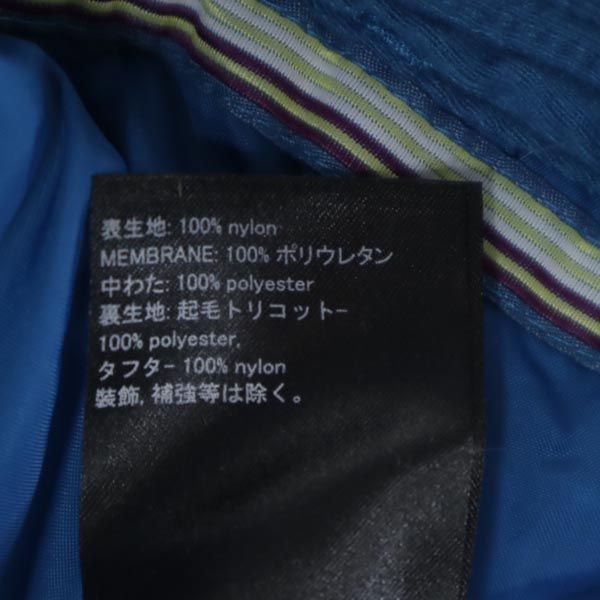 表生地: 100% nylon
MEMBRANE: 100% ポリウレタン
中わた: 100% polyester
裏生地: 起毛トリコット-
100% polyester,
タフタ- 100% nylon
装飾, 補強等は除く。